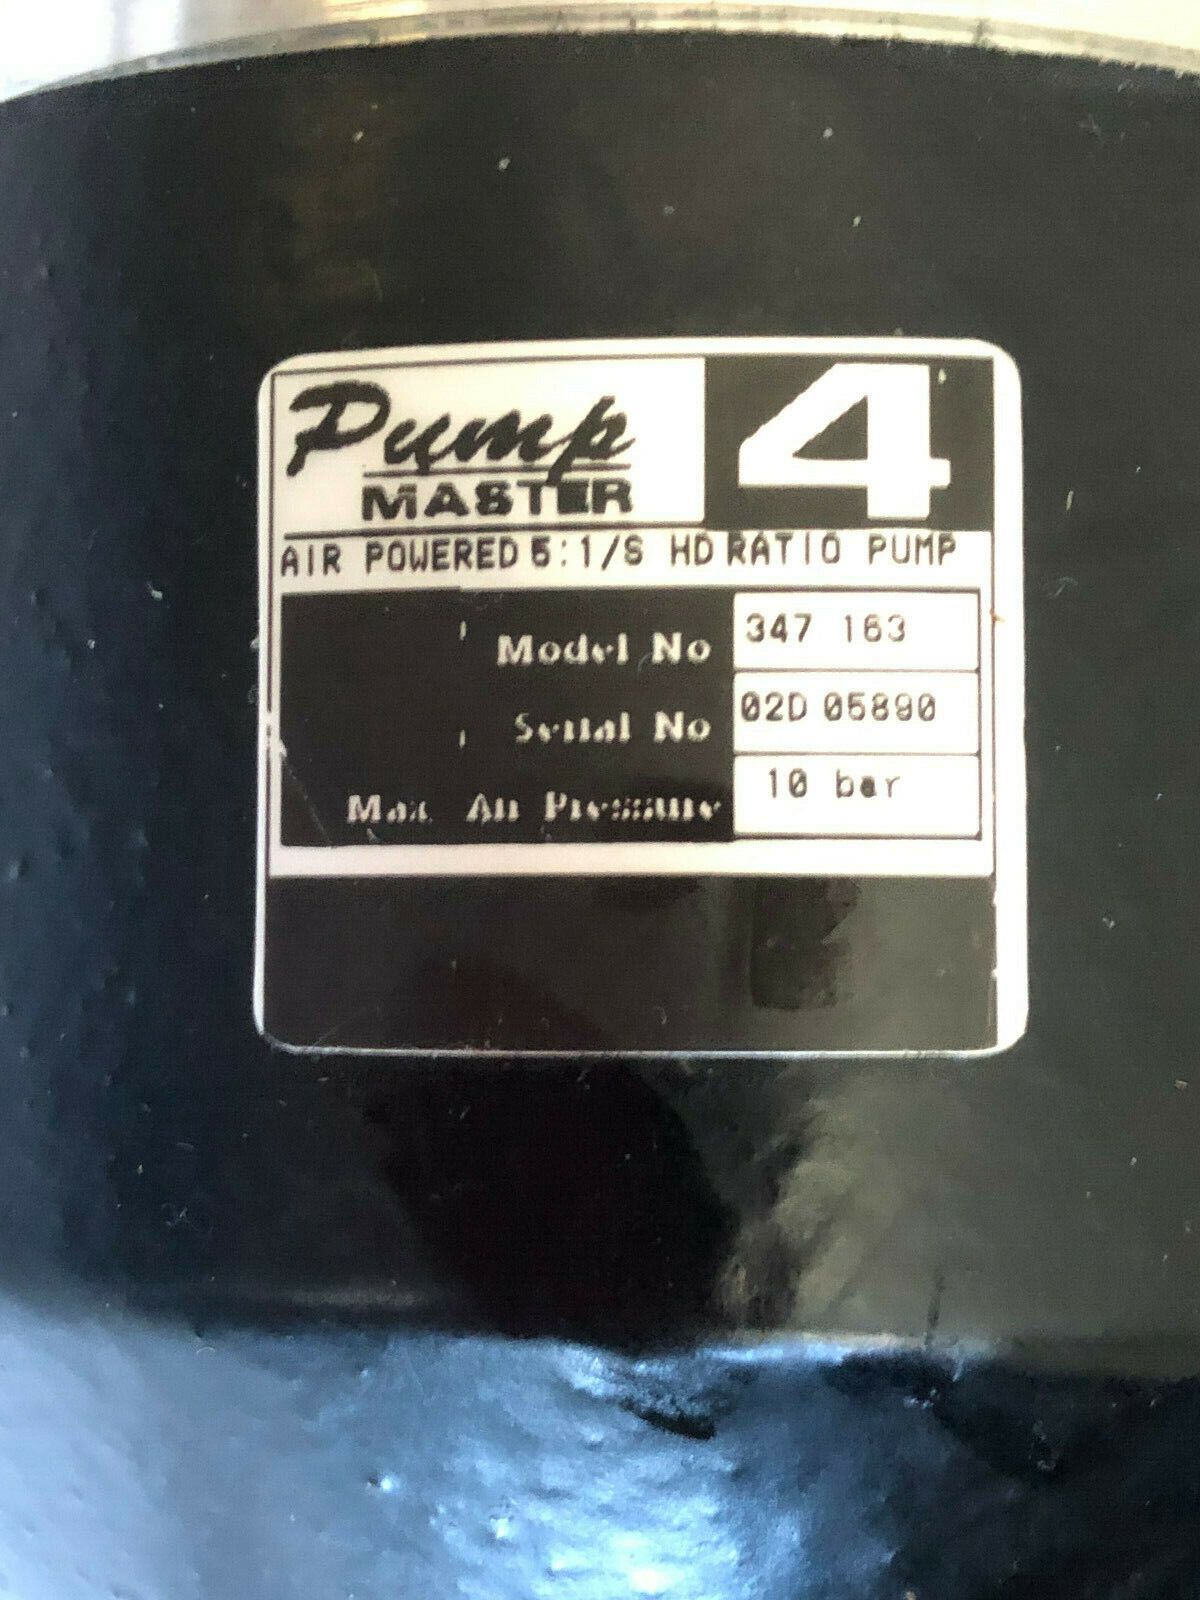 Pump
MASTER
4
AIR POWERED 5:1/S HD RATIO PUMP
Model No 347 163
Serial No 02D 05890
Max. Air Pressure 10 bar